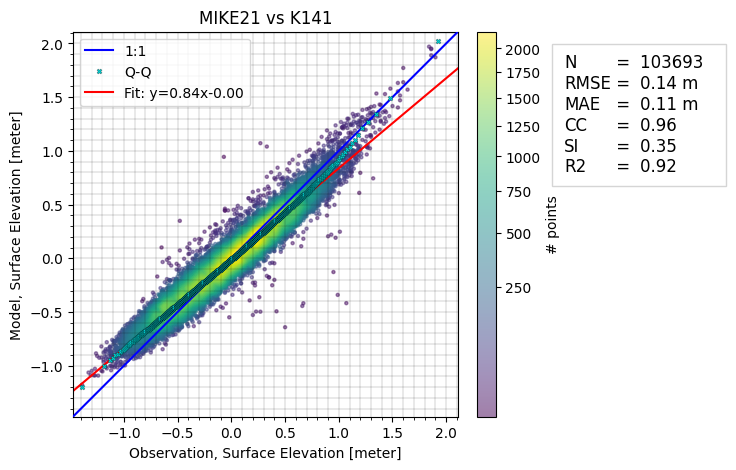 MIKE21 vs K141
1:1
Q-Q
Fit: y=0.84x-0.00
2.0
1.5
1.0
0.5
0.0
−0.5
−1.0
Model, Surface Elevation [meter]
−1.0 −0.5 0.0 0.5 1.0 1.5 2.0
Observation, Surface Elevation [meter]
2000
1750
1500
1250
1000
750
500
250
# points
N = 103693
RMSE = 0.14 m
MAE = 0.11 m
CC = 0.96
SI = 0.35
R2 = 0.92